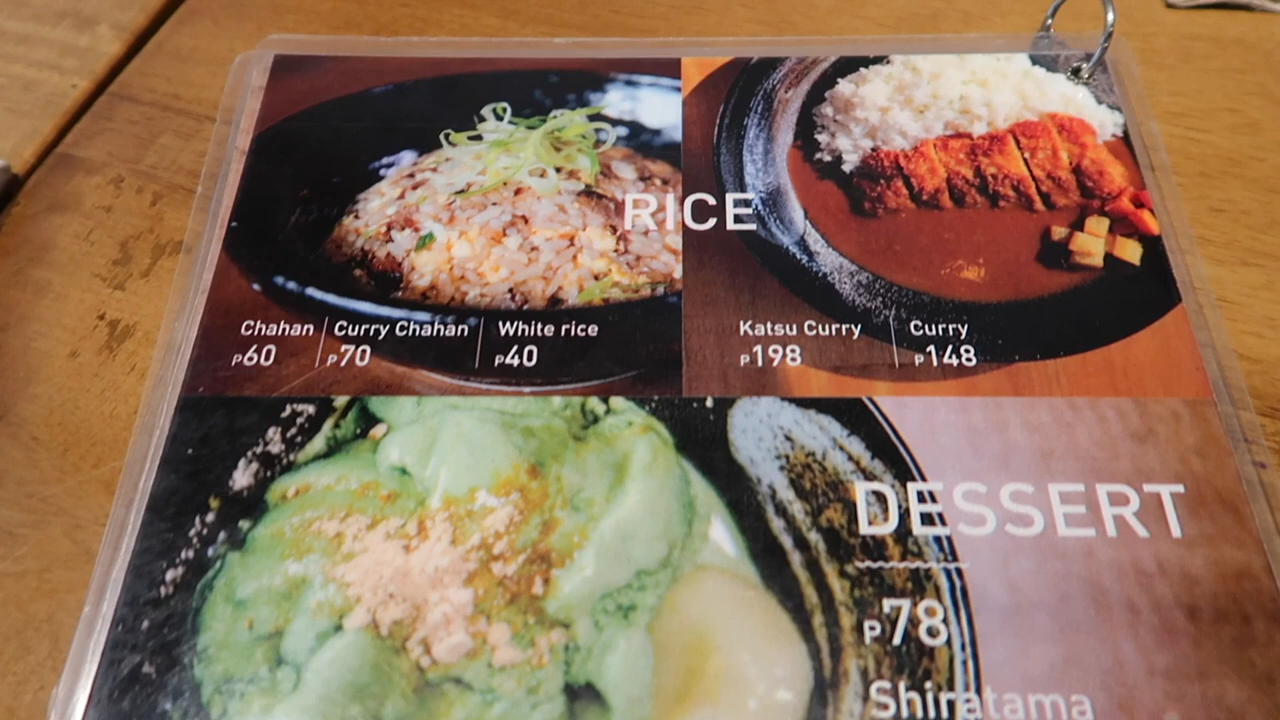 RICE
Chahan | Curry Chahan | White rice
P60 P70 P40
Katsu Curry | Curry
P198 P148
DESSERT
P78
Shiratama